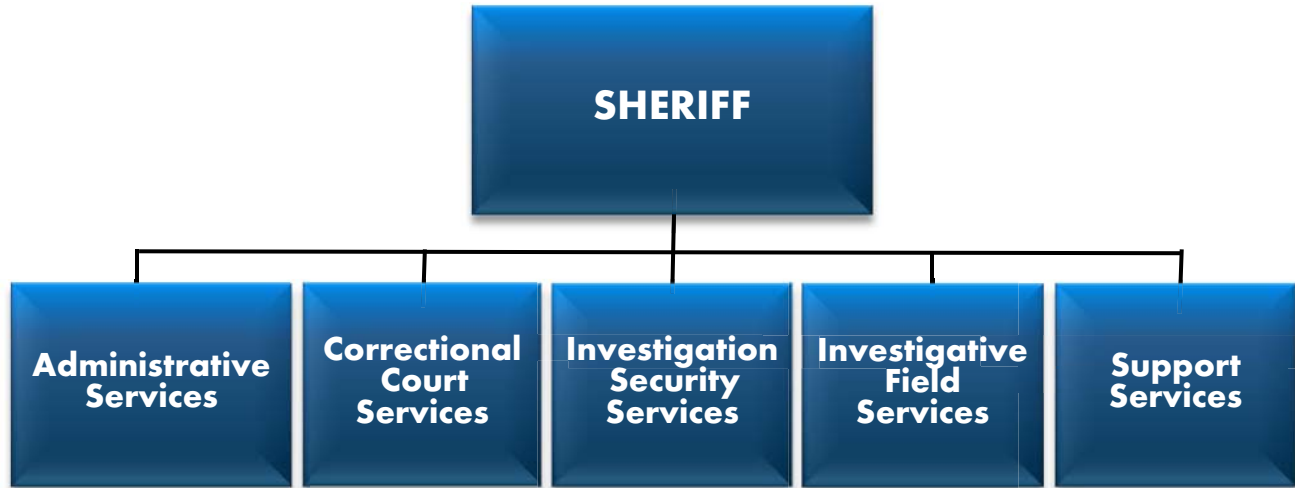 SHERIFF
Administrative
Services
Correctional
Court
Services
Investigation
Security
Services
Investigative
Field
Services
Support
Services